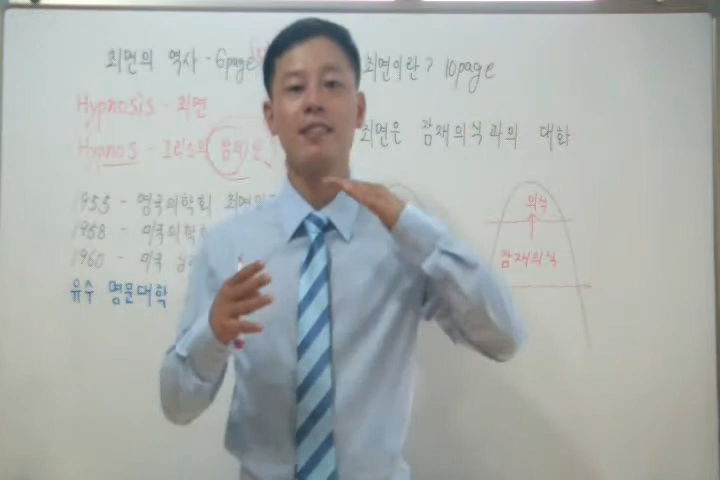 최면의 역사 - 6page
Hypnosis - 최면
Hypnos - 그리스의
1955 - 영국의학회 최면
1958 - 미국의학회
1960 - 미국
유수 명문대학
최면이란? 10page
최면은 잠재의식과의 대화
의식
잠재의식